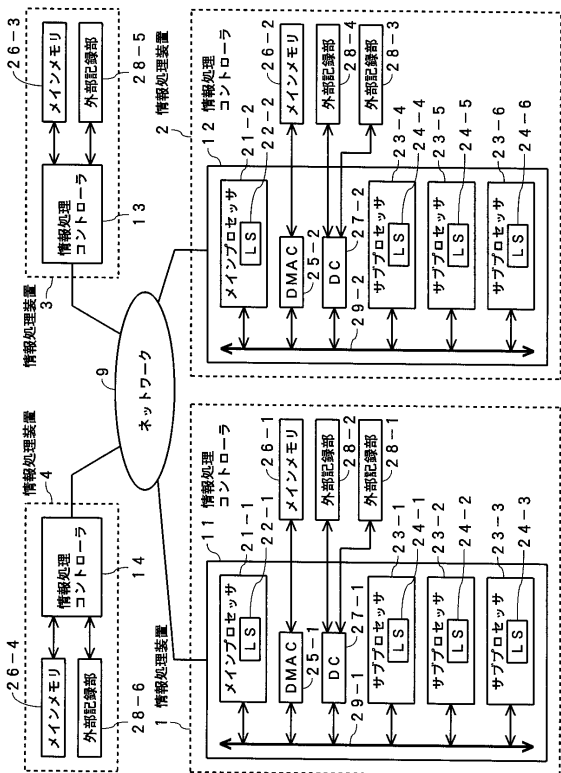 情報処理装置
4
26-4
メインメモリ
外部記録部
28-6
情報処理
コントローラ
14
情報処理装置
3
情報処理
コントローラ
13
26-3
メインメモリ
外部記録部
28-5
9
ネットワーク
1 情報処理装置
11 情報処理
コントローラ
21-1
メインプロセッサ
LS
22-1
DMAC
25-1
26-1
メインメモリ
DC
27-1
28-2
外部記録部
28-1
外部記録部
29-1
23-1
サブプロセッサ
LS
24-1
23-2
サブプロセッサ
LS
24-2
23-3
サブプロセッサ
LS
24-3
2 情報処理装置
12 情報処理
コントローラ
21-2
メインプロセッサ
LS
22-2
DMAC
25-2
26-2
メインメモリ
DC
27-2
28-4
外部記録部
28-3
外部記録部
29-2
23-4
サブプロセッサ
LS
24-4
23-5
サブプロセッサ
LS
24-5
23-6
サブプロセッサ
LS
24-6